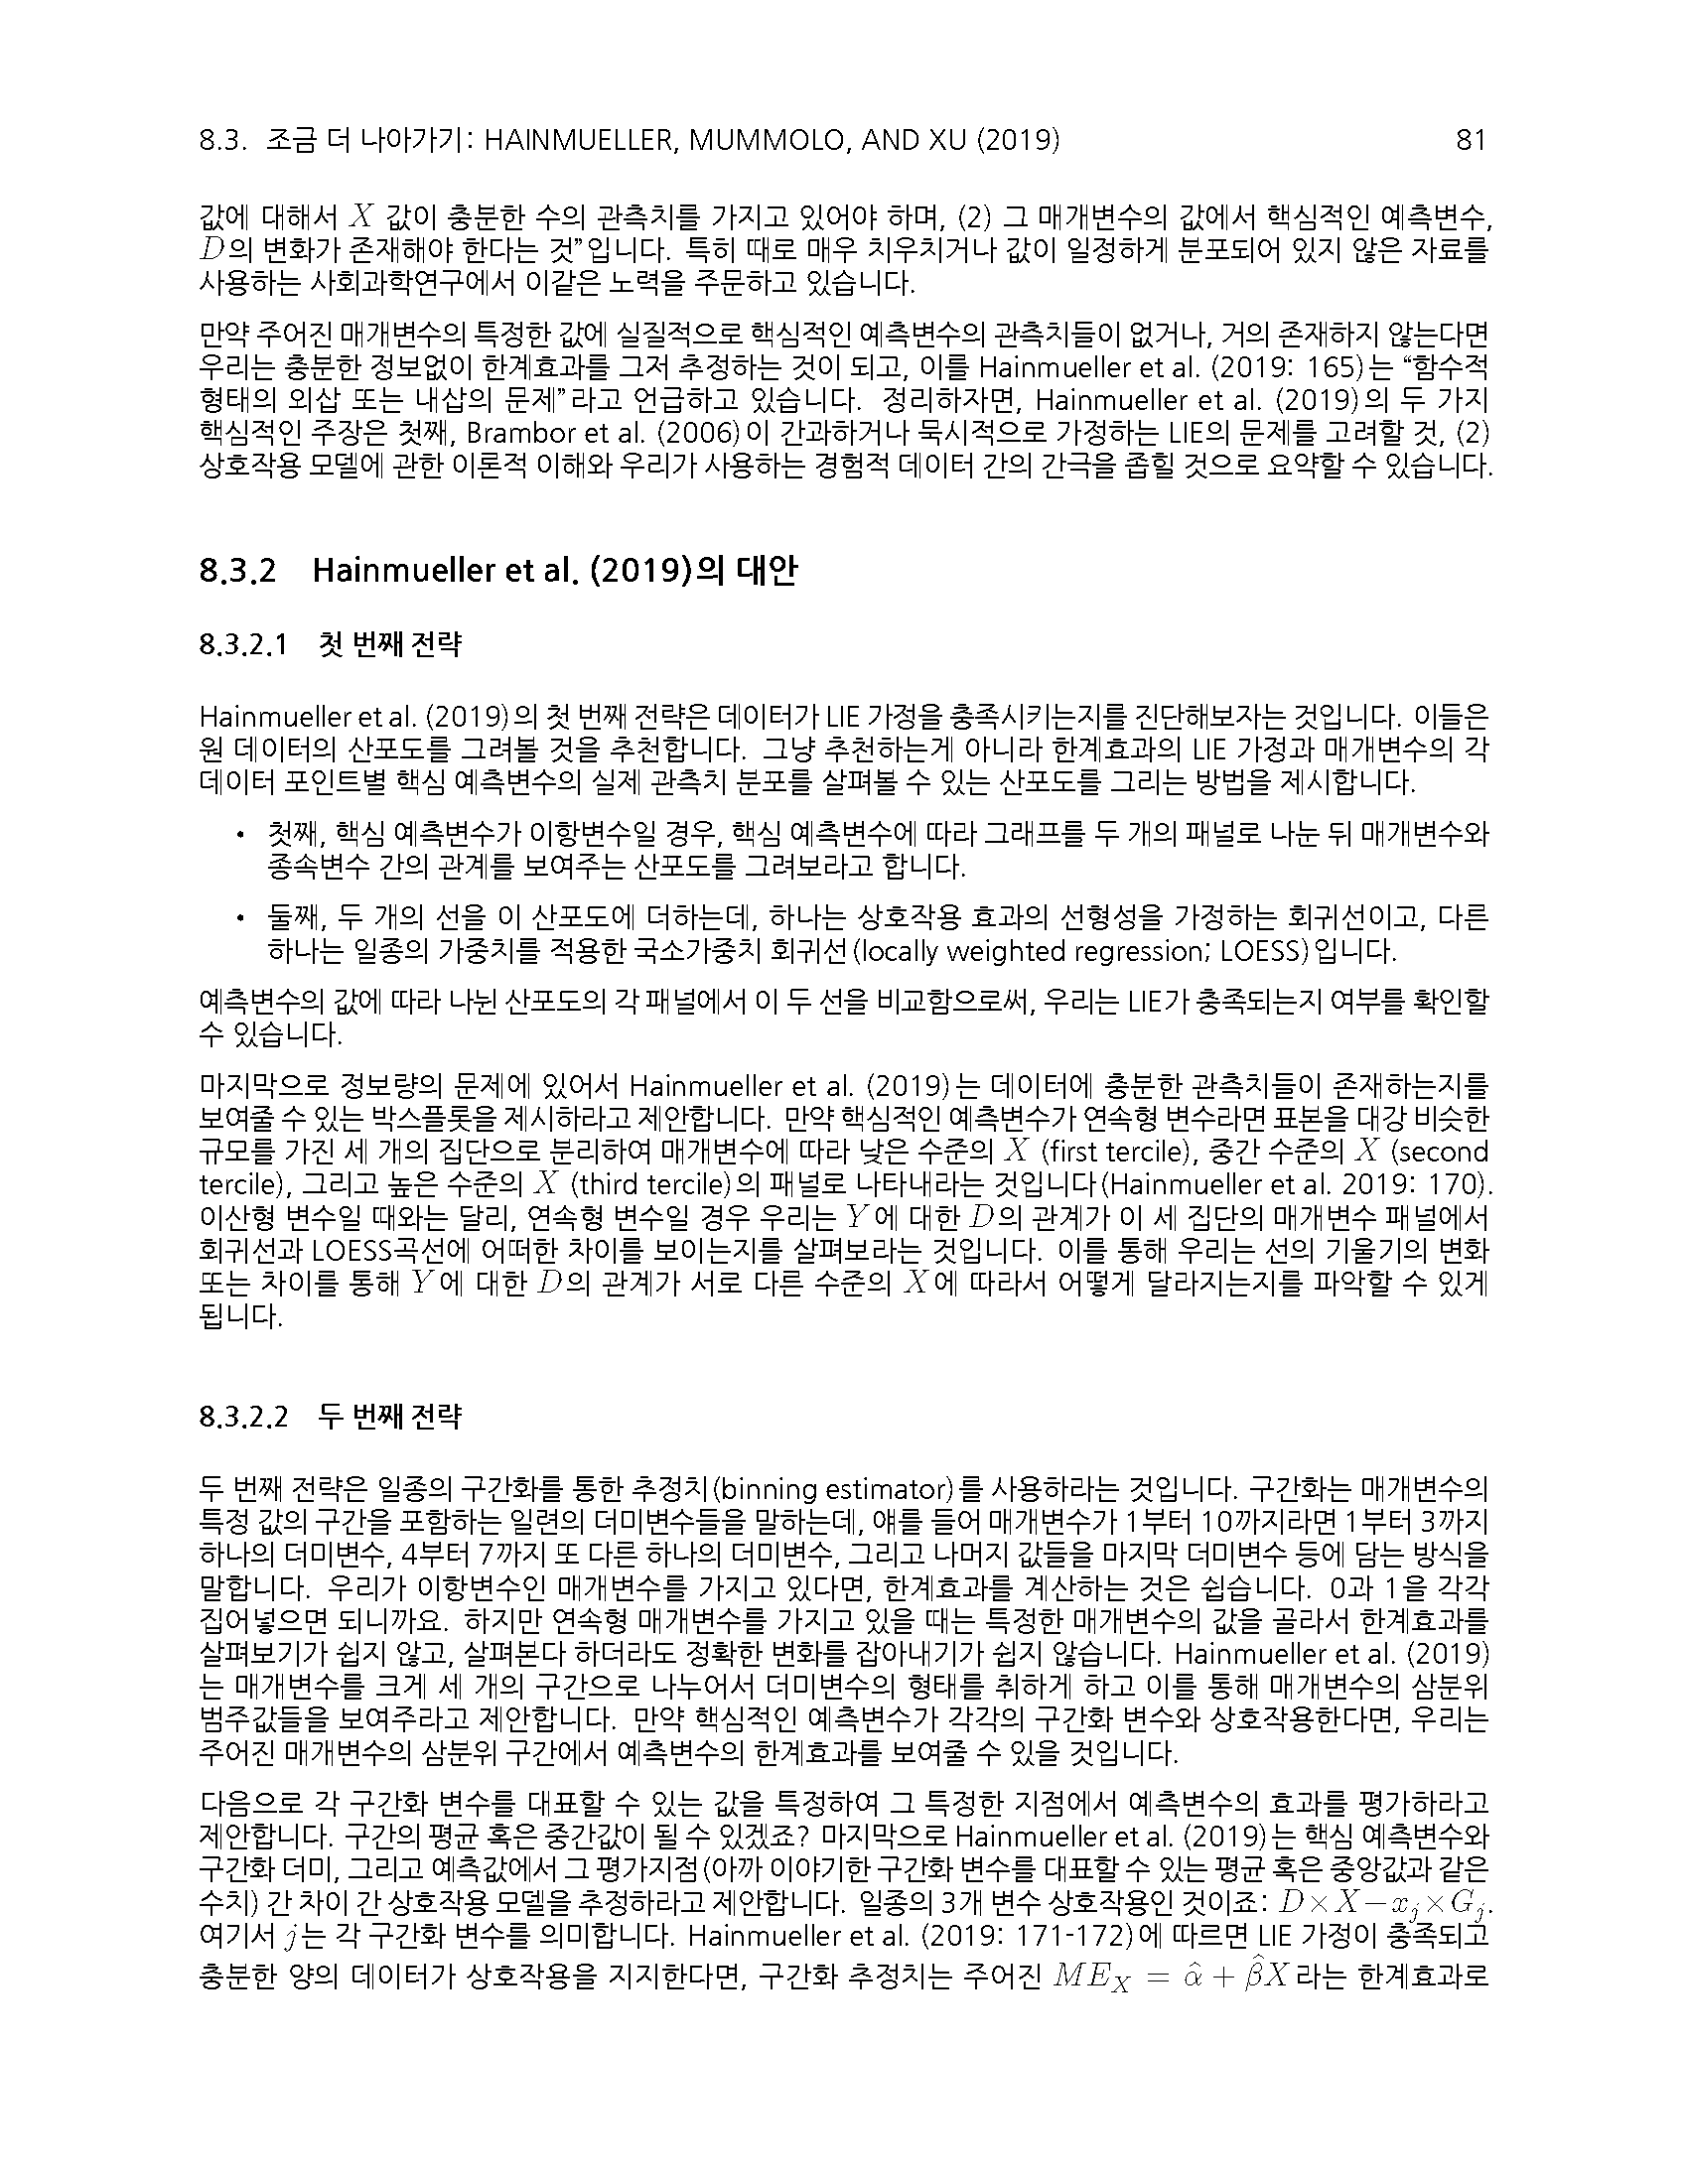 8.3. 조금 더 나아가기: HAINMUELLER, MUMMOLO, AND XU (2019) 81
값에 대해서 X 값이 충분한 수의 관측치를 가지고 있어야 하며, (2) 그 매개변수의 값에서 핵심적인 예측변수,
D의 변화가 존재해야 한다는 것”입니다. 특히 때로 매우 치우치거나 값이 일정하게 분포되어 있지 않은 자료를
사용하는 사회과학연구에서 이같은 노력을 주문하고 있습니다.
만약 주어진 매개변수의 특정한 값에 실질적으로 핵심적인 예측변수의 관측치들이 없거나, 거의 존재하지 않는다면
우리는 충분한 정보없이 한계효과를 그저 추정하는 것이 되고, 이를 Hainmueller et al. (2019: 165)는 “함수적
형태의 외삽 또는 내삽의 문제”라고 언급하고 있습니다. 정리하자면, Hainmueller et al. (2019)의 두 가지
핵심적인 주장은 첫째, Brambor et al. (2006)이 간과하거나 묵시적으로 가정하는 LIE의 문제를 고려할 것, (2)
상호작용 모델에 관한 이론적 이해와 우리가 사용하는 경험적 데이터 간의 간극을 좁힐 것으로 요약할 수 있습니다.
8.3.2 Hainmueller et al. (2019)의 대안
8.3.2.1 첫 번째 전략
Hainmueller et al. (2019)의 첫 번째 전략은 데이터가 LIE 가정을 충족시키는지를 진단해보자는 것입니다. 이들은
원 데이터의 산포도를 그려볼 것을 추천합니다. 그냥 추천하는게 아니라 한계효과의 LIE 가정과 매개변수의 각
데이터 포인트별 핵심 예측변수의 실제 관측치 분포를 살펴볼 수 있는 산포도를 그리는 방법을 제시합니다.
• 첫째, 핵심 예측변수가 이항변수일 경우, 핵심 예측변수에 따라 그래프를 두 개의 패널로 나눈 뒤 매개변수와
종속변수 간의 관계를 보여주는 산포도를 그려보라고 합니다.
• 둘째, 두 개의 선을 이 산포도에 더하는데, 하나는 상호작용 효과의 선형성을 가정하는 회귀선이고, 다른
하나는 일종의 가중치를 적용한 국소가중치 회귀선(locally weighted regression; LOESS)입니다.
예측변수의 값에 따라 나뉜 산포도의 각 패널에서 이 두 선을 비교함으로써, 우리는 LIE가 충족되는지 여부를 확인할
수 있습니다.
마지막으로 정보량의 문제에 있어서 Hainmueller et al. (2019)는 데이터에 충분한 관측치들이 존재하는지를
보여줄 수 있는 박스플롯을 제시하라고 제안합니다. 만약 핵심적인 예측변수가 연속형 변수라면 표본을 대강 비슷한
규모를 가진 세 개의 집단으로 분리하여 매개변수에 따라 낮은 수준의 X (first tercile), 중간 수준의 X (second
tercile), 그리고 높은 수준의 X (third tercile)의 패널로 나타내라는 것입니다(Hainmueller et al. 2019: 170).
이산형 변수일 때와는 달리, 연속형 변수일 경우 우리는 Y에 대한 D의 관계가 이 세 집단의 매개변수 패널에서
회귀선과 LOESS곡선에 어떠한 차이를 보이는지를 살펴보라는 것입니다. 이를 통해 우리는 선의 기울기의 변화
또는 차이를 통해 Y에 대한 D의 관계가 서로 다른 수준의 X에 따라서 어떻게 달라지는지를 파악할 수 있게
됩니다.
8.3.2.2 두 번째 전략
두 번째 전략은 일종의 구간화를 통한 추정치(binning estimator)를 사용하라는 것입니다. 구간화는 매개변수의
특정 값의 구간을 포함하는 일련의 더미변수들을 말하는데, 얘를 들어 매개변수가 1부터 10까지라면 1부터 3까지
하나의 더미변수, 4부터 7까지 또 다른 하나의 더미변수, 그리고 나머지 값들을 마지막 더미변수 등에 담는 방식을
말합니다. 우리가 이항변수인 매개변수를 가지고 있다면, 한계효과를 계산하는 것은 쉽습니다. 0과 1을 각각
집어넣으면 되니까요. 하지만 연속형 매개변수를 가지고 있을 때는 특정한 매개변수의 값을 골라서 한계효과를
살펴보기가 쉽지 않고, 살펴본다 하더라도 정확한 변화를 잡아내기가 쉽지 않습니다. Hainmueller et al. (2019)
는 매개변수를 크게 세 개의 구간으로 나누어서 더미변수의 형태를 취하게 하고 이를 통해 매개변수의 삼분위
범주값들을 보여주라고 제안합니다. 만약 핵심적인 예측변수가 각각의 구간화 변수와 상호작용한다면, 우리는
주어진 매개변수의 삼분위 구간에서 예측변수의 한계효과를 보여줄 수 있을 것입니다.
다음으로 각 구간화 변수를 대표할 수 있는 값을 특정하여 그 특정한 지점에서 예측변수의 효과를 평가하라고
제안합니다. 구간의 평균 혹은 중간값이 될 수 있겠죠? 마지막으로 Hainmueller et al. (2019)는 핵심 예측변수와
구간화 더미, 그리고 예측값에서 그 평가지점(아까 이야기한 구간화 변수를 대표할 수 있는 평균 혹은 중앙값과 같은
수치) 간 차이 간 상호작용 모델을 추정하라고 제안합니다. 일종의 3개 변수 상호작용인 것이죠: $D \times X - x_j \times G_j$.
여기서 $j$는 각 구간화 변수를 의미합니다. Hainmueller et al. (2019: 171-172)에 따르면 LIE 가정이 충족되고
충분한 양의 데이터가 상호작용을 지지한다면, 구간화 추정치는 주어진 $ME_X = \hat{\alpha} + \hat{\beta}X$라는 한계효과로